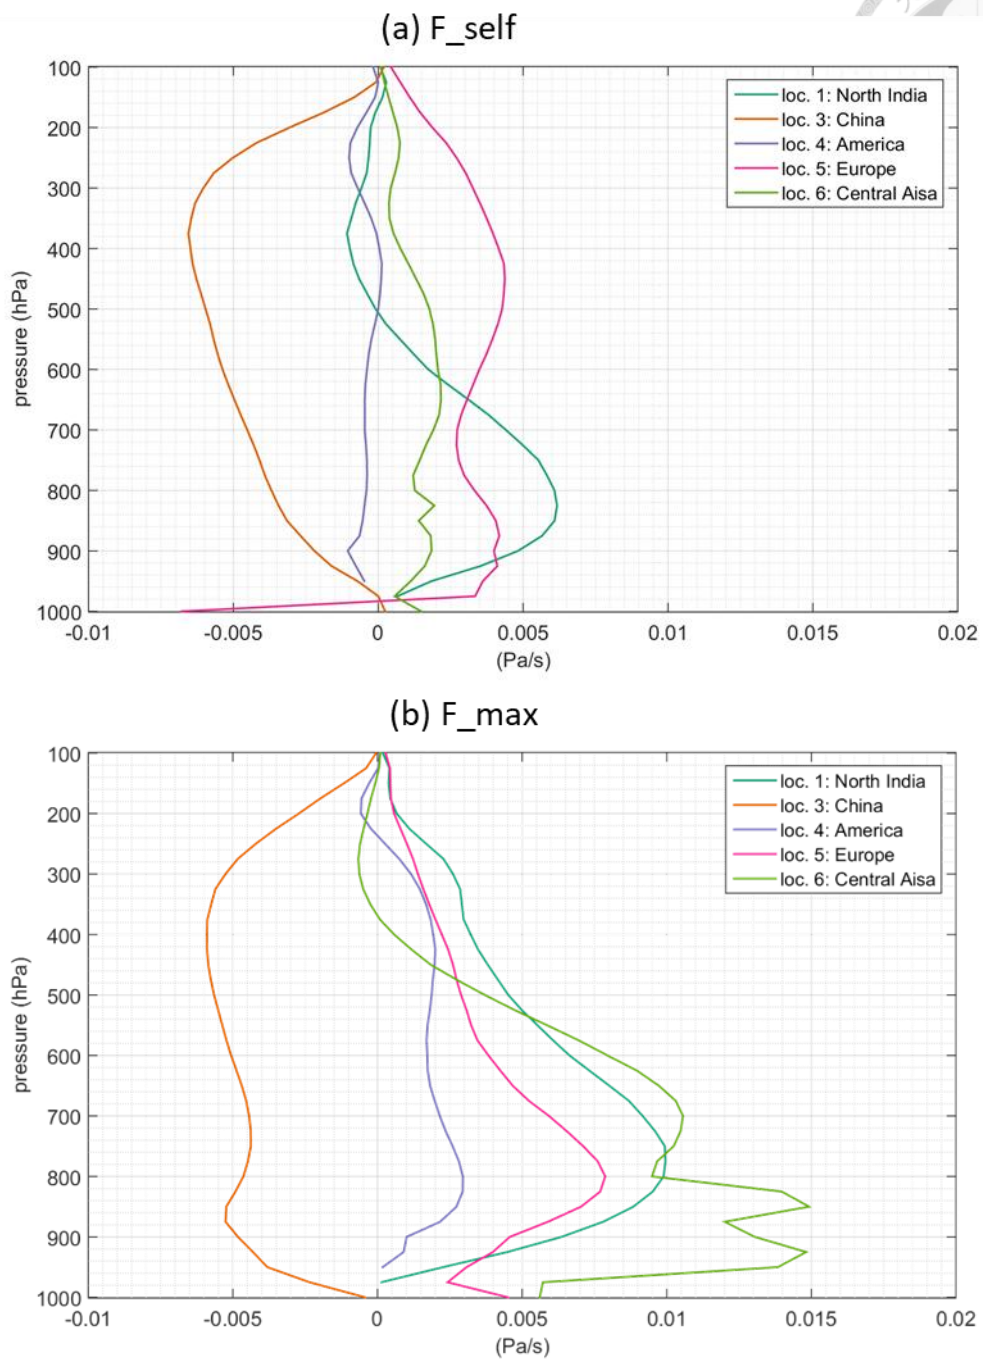 (a) F_self
100
200
300
400
500
600
700
800
900
1000
pressure (hPa)
-0.01 -0.005 0 0.005 0.01 0.015 0.02
(Pa/s)
loc. 1: North India
loc. 3: China
loc. 4: America
loc. 5: Europe
loc. 6: Central Aisa
(b) F_max
100
200
300
400
500
600
700
800
900
1000
pressure (hPa)
-0.01 -0.005 0 0.005 0.01 0.015 0.02
(Pa/s)
loc. 1: North India
loc. 3: China
loc. 4: America
loc. 5: Europe
loc. 6: Central Aisa